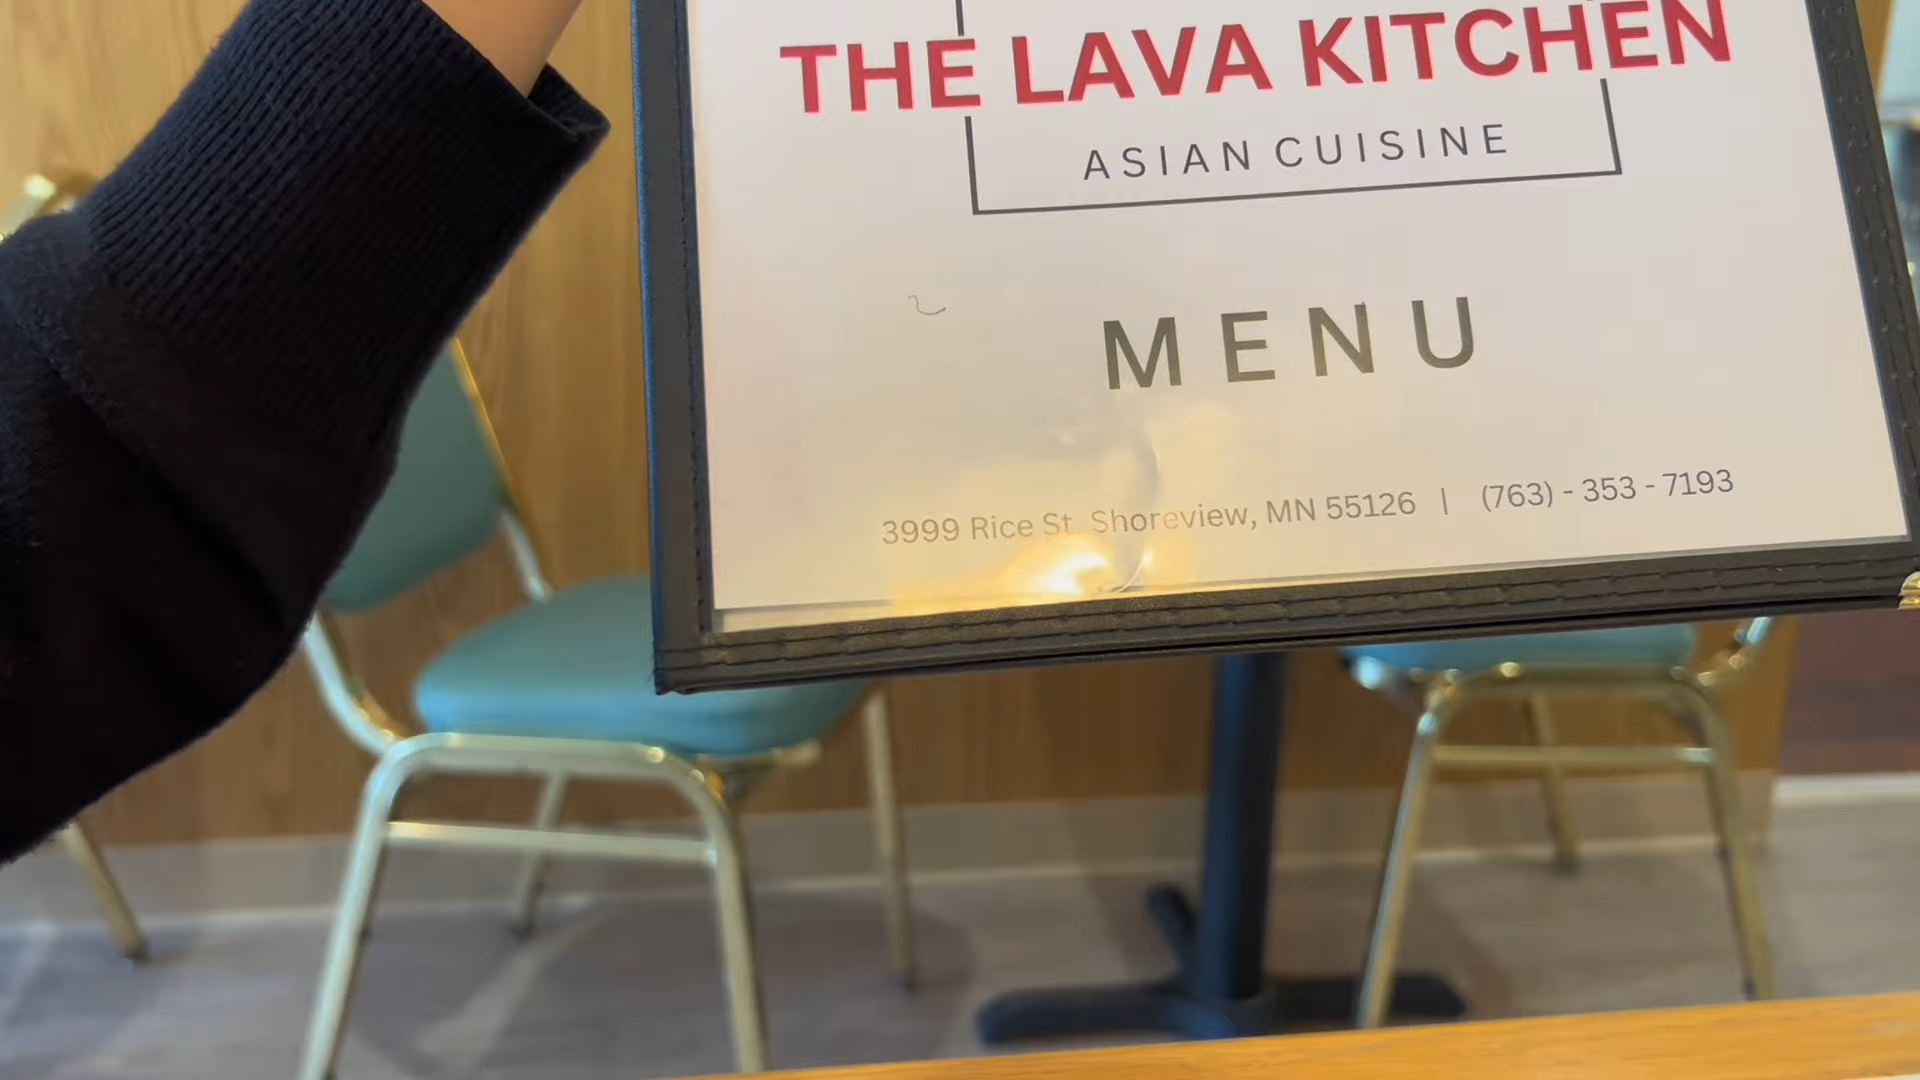 THE LAVA KITCHEN
ASIAN CUISINE
MENU
3999 Rice St. Shoreview, MN 55126 | (763) - 353 - 7193